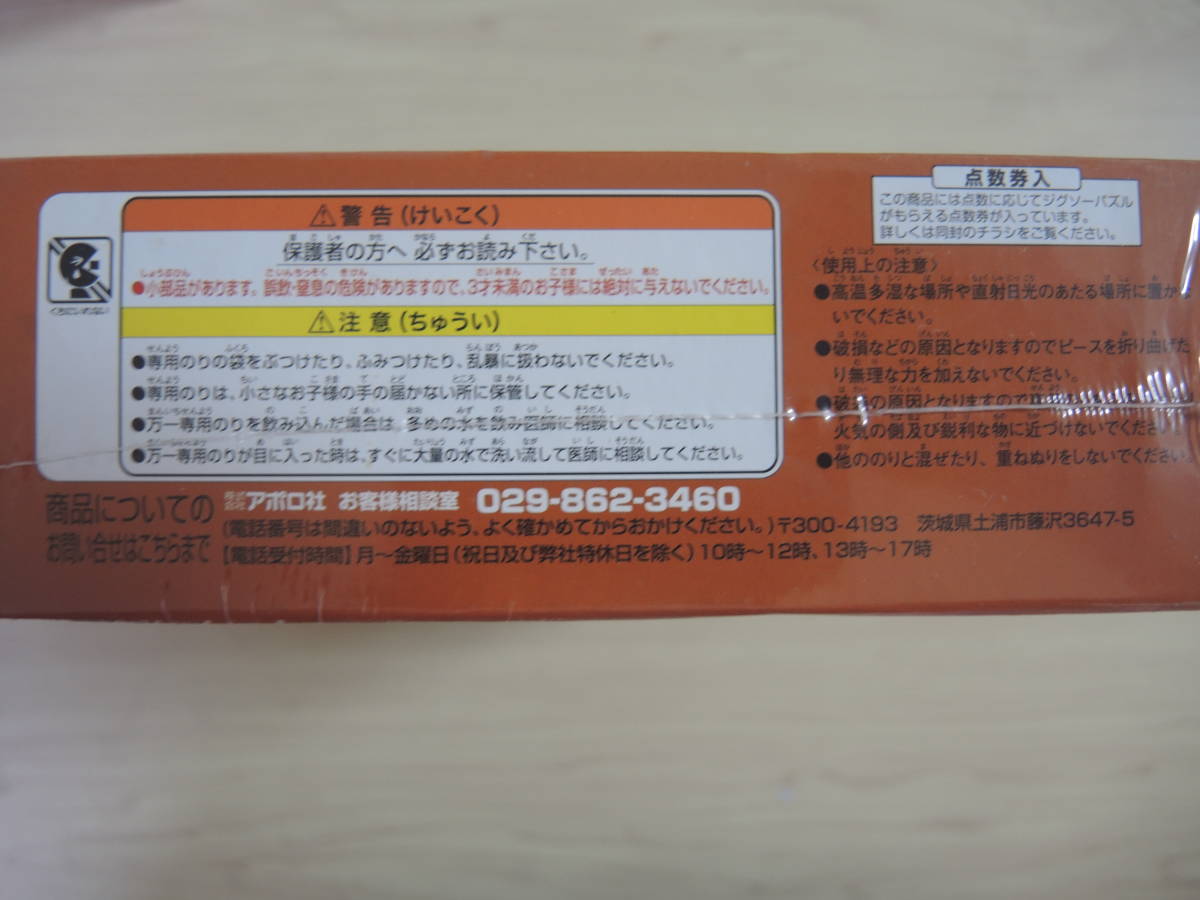 くちにいれない
⚠警告(けいこく)
保護者の方へ 必ずお読み下さい。
●小部品があります。誤飲・窒息の危険がありますので、3才未満のお子様には絶対に与えないでください。
⚠注意(ちゅうい)
●専用のりの袋をぶつけたり、ふみつけたり、乱暴に扱わないでください。
●専用のりは、小さなお子様の手の届かない所に保管してください。
●万一専用のりを飲み込んだ場合は、多めの水を飲み医師に相談してください。
●万一専用のりが目に入った時は、すぐに大量の水で洗い流して医師に相談してください。
点数券入
この商品には点数に応じてジグソーパズル
がもらえる点数券が入っています。
詳しくは同封のチラシをご覧ください。
〈使用上の注意〉
●高温多湿な場所や直射日光のあたる場所に置かな
いでください。
●破損などの原因となりますのでピースを折り曲げた
り無理な力を加えないでください。
の原因となりますので
火気の側及び鋭利な物に近づけないでください。
●他ののりと混ぜたり、重ねぬりをしないでください。
商品についての
お問い合せはこちらまで
株式会社アポロ社 お客様相談室 029-862-3460
(電話番号は間違いのないよう、よく確かめてからおかけください。)〒300-4193 茨城県土浦市藤沢3647-5
【電話受付時間】月〜金曜日(祝日及び弊社特休日を除く)10時〜12時、13時〜17時